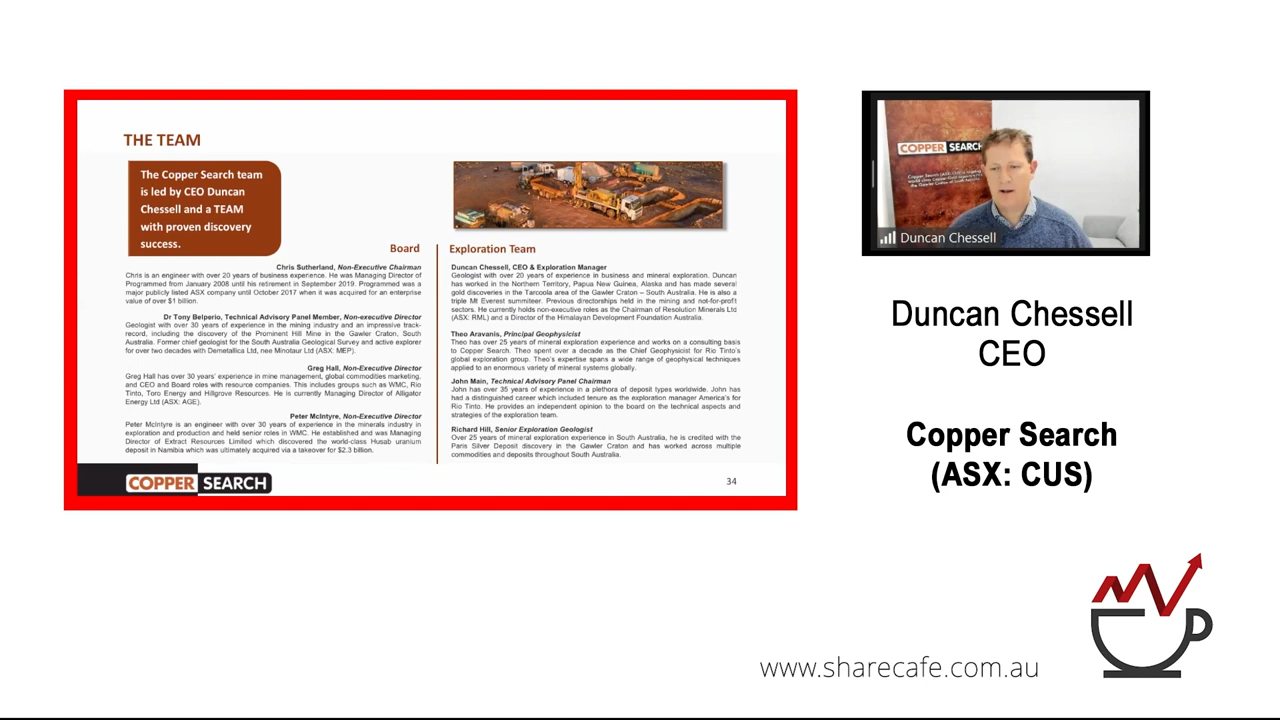 THE TEAM
The Copper Search team
is led by CEO Duncan
Chessell and a TEAM
with proven discovery
success.
Board
Chris Sutherland, Non-Executive Chairman
Chris is an engineer with over 20 years of business experience. He was Managing Director of
Programmed from January 2008 until his retirement in September 2019. Programmed was a
major publicly listed ASX company until October 2017 when it was acquired for an enterprise
value of over $1 billion.
Dr Tony Belperio, Technical Advisory Panel Member, Non-executive Director
Geologist with over 30 years of experience in the mining industry and an impressive track-
record, including the discovery of the Prominent Hill Mine in the Gawler Craton, South
Australia. Former chief geologist for the South Australia Geological Survey and active explorer
for over two decades with Demetallica Ltd, nee Minotaur Ltd (ASX: MEP).
Greg Hall, Non-Executive Director
Greg Hall has over 30 years' experience in mine management, global commodities marketing,
and CEO and Board roles with resource companies. This includes groups such as WMC, Rio
Tinto, Toro Energy and Hillgrove Resources. He is currently Managing Director of Alligator
Energy Ltd (ASX: AGE).
Peter McIntyre, Non-Executive Director
Peter McIntyre is an engineer with over 30 years of experience in the minerals industry in
exploration and production and held senior roles in WMC. He established and was Managing
Director of Extract Resources Limited which discovered the world-class Husab uranium
deposit in Namibia which was ultimately acquired via a takeover for $2.3 billion.
Exploration Team
Duncan Chessell, CEO & Exploration Manager
Geologist with over 20 years of experience in business and mineral exploration. Duncan
has worked in the Northern Territory, Papua New Guinea, Alaska and has made several
gold discoveries in the Tarcoola area of the Gawler Craton – South Australia. He is also a
triple Mt Everest summiteer. Previous directorships held in the mining and not-for-profit
sectors. He currently holds non-executive roles as the Chairman of Resolution Minerals Ltd
(ASX: RML) and a Director of the Himalayan Development Foundation Australia.
Theo Aravanis, Principal Geophysicist
Theo has over 25 years of mineral exploration experience and works on a consulting basis
to Copper Search. Theo spent over a decade as the Chief Geophysicist for Rio Tinto's
global exploration group. Theo's expertise spans a wide range of geophysical techniques
applied to an enormous variety of mineral systems globally.
John Main, Technical Advisory Panel Chairman
John has over 35 years of experience in a plethora of deposit types worldwide. John has
had a distinguished career which included tenure as the exploration manager America's for
Rio Tinto. He provides an independent opinion to the board on the technical aspects and
strategies of the exploration team.
Richard Hill, Senior Exploration Geologist
Over 25 years of mineral exploration experience in South Australia, he is credited with the
Paris Silver Deposit discovery in the Gawler Craton and has worked across multiple
commodities and deposits throughout South Australia.
COPPER SEARCH
34
COPPER SEARCH
Copper Search (ASX: CUS) is
Duncan Chessell
Duncan Chessell
CEO
Copper Search
(ASX: CUS)
www.sharecafe.com.au